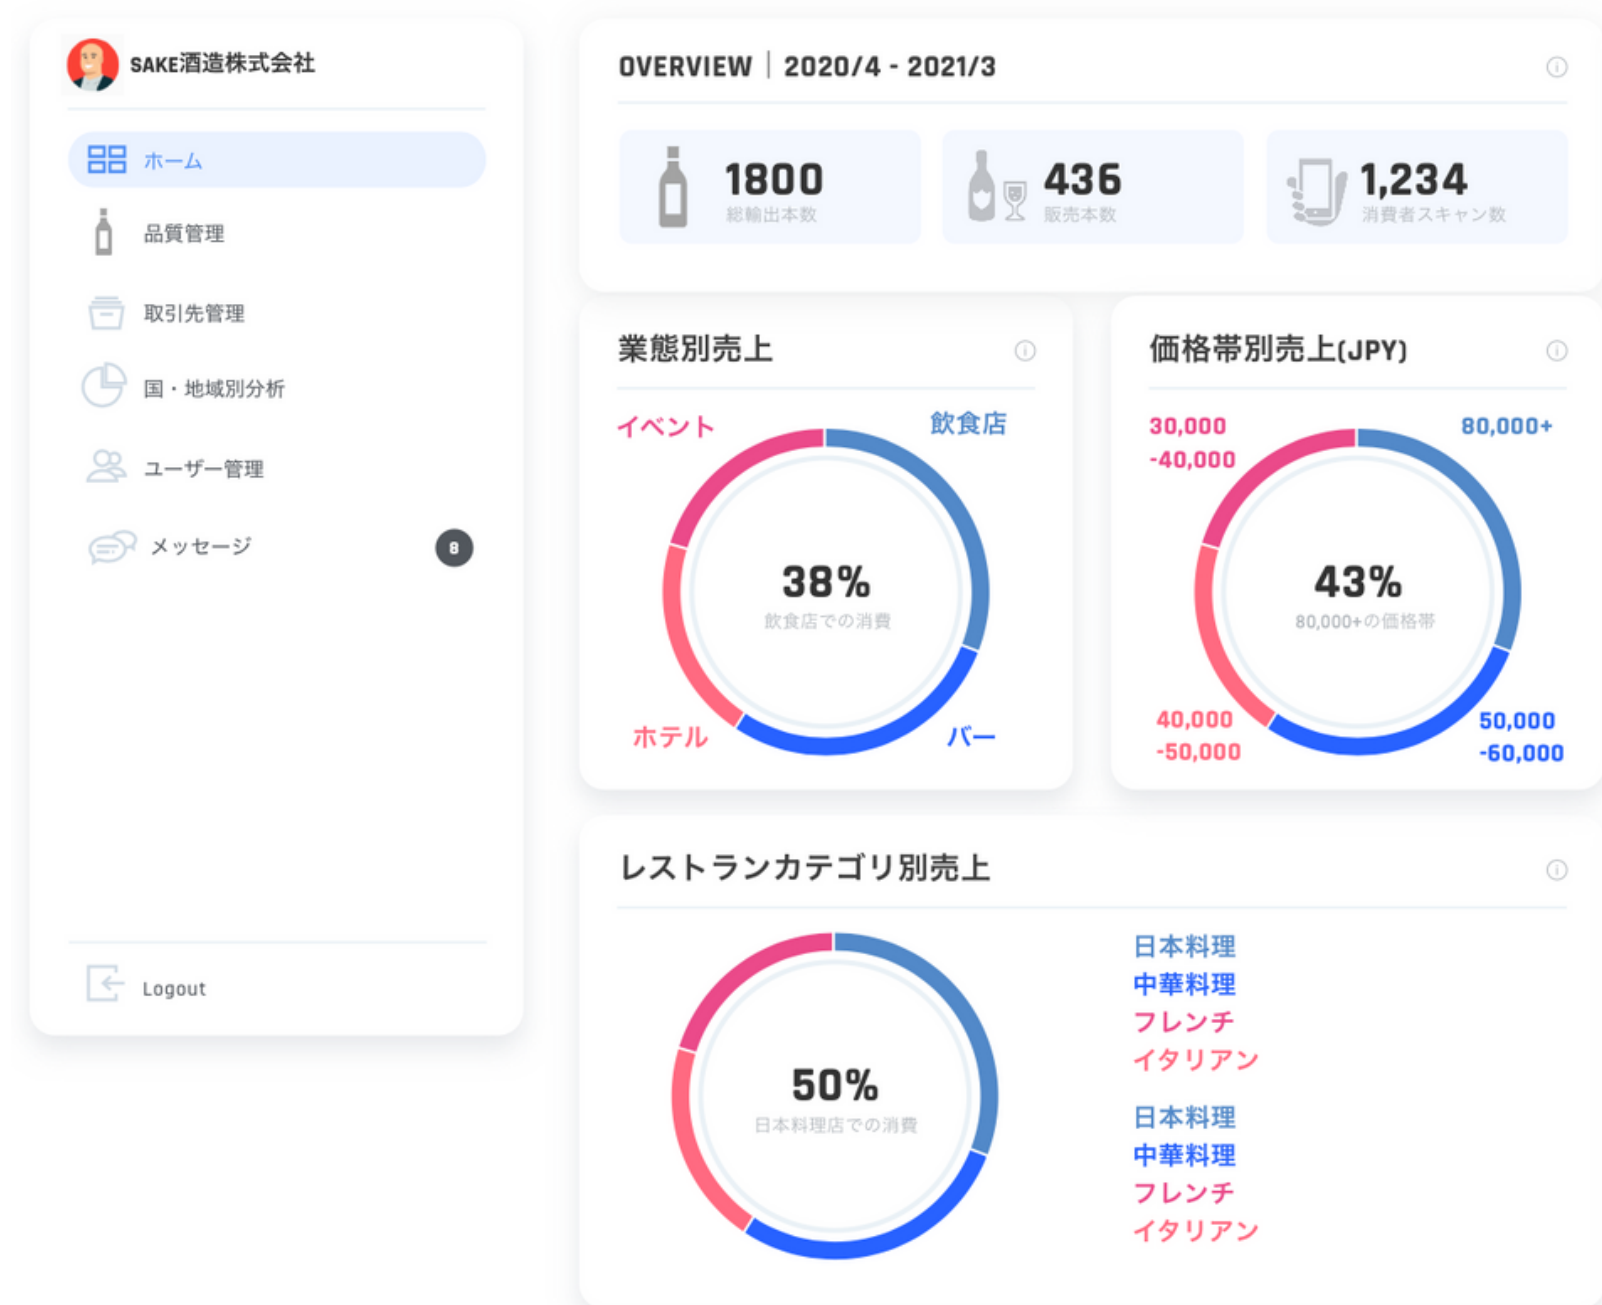 SAKE酒造株式会社
ホーム
品質管理
取引先管理
国・地域別分析
ユーザー管理
メッセージ
8
Logout
OVERVIEW | 2020/4 - 2021/3
1800
総輸出本数
436
販売本数
1,234
消費者スキャン数
業態別売上
イベント
飲食店
38%
飲食店での消費
ホテル
バー
価格帯別売上(JPY)
30,000
-40,000
80,000+
43%
80,000+の価格帯
40,000
-50,000
50,000
-60,000
レストランカテゴリ別売上
50%
日本料理店での消費
日本料理
中華料理
フレンチ
イタリアン
日本料理
中華料理
フレンチ
イタリアン